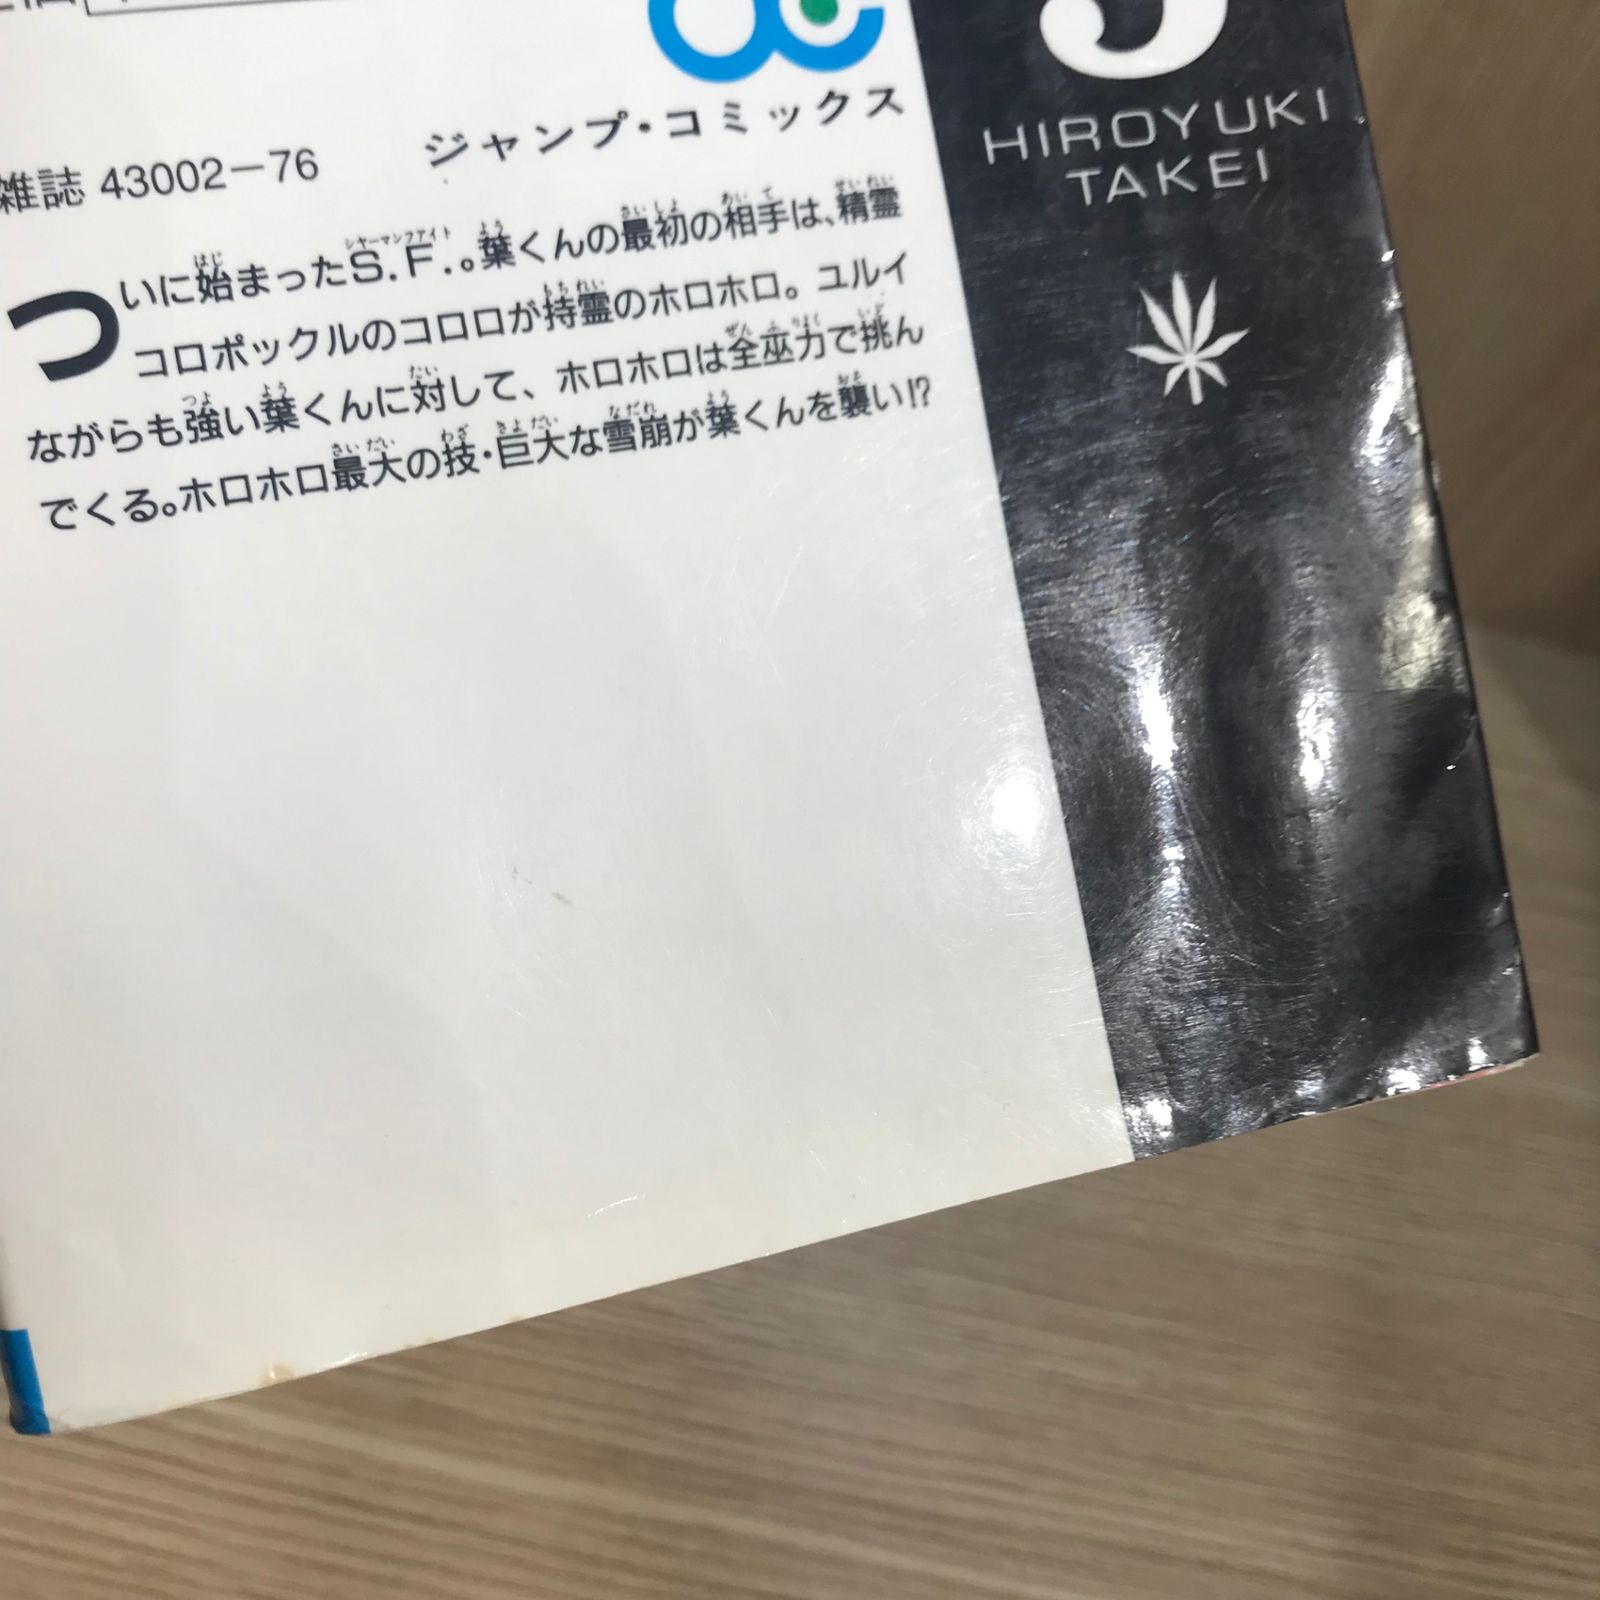 雑誌 43002-76
ジャンプ・コミックス
ついに始まったS.F.。葉くんの最初の相手は、精霊
コロポックルのコロロが持霊のホロホロ。ユルイ
ながらも強い葉くんに対して、ホロホロは全巫力で挑ん
でくる。ホロホロ最大の技・巨大な雪崩が葉くんを襲い!?
HIROYUKI
TAKEI